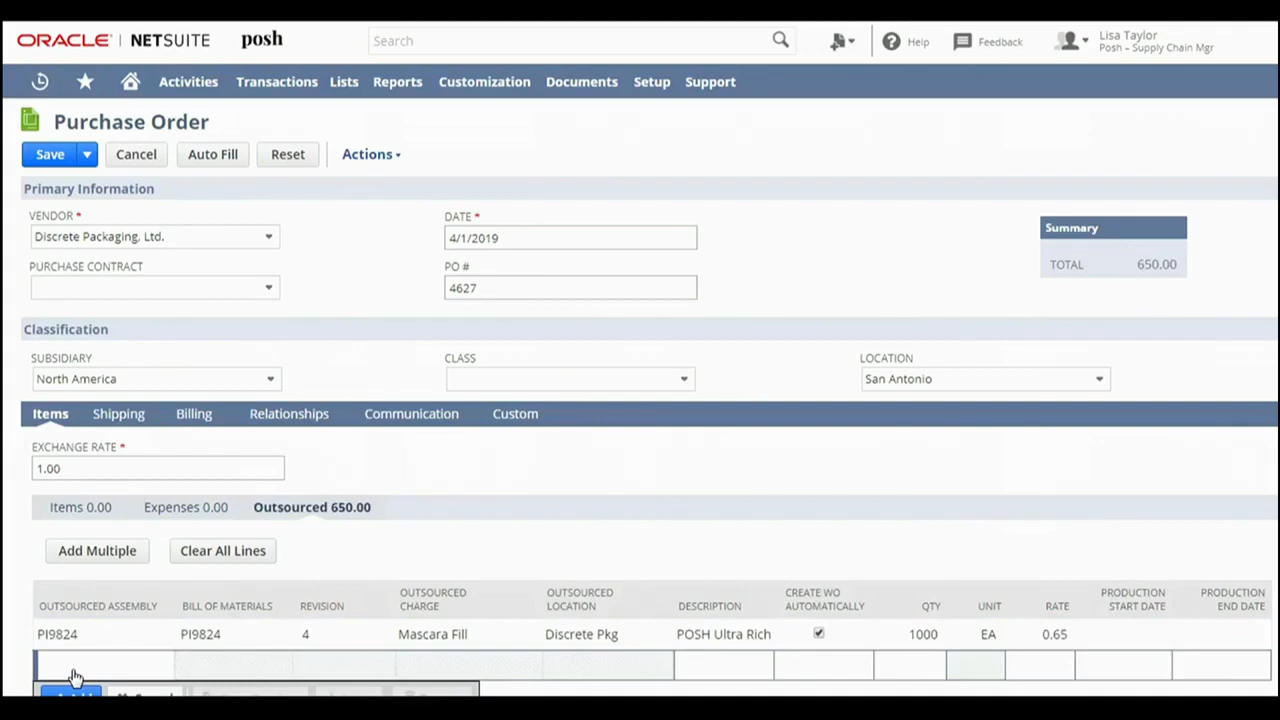 ORACLE | NETSUITE posh
Search
Help
Feedback
Lisa Taylor
Posh – Supply Chain Mgr
Activities Transactions Lists Reports Customization Documents Setup Support
Purchase Order
Save Cancel Auto Fill Reset Actions
Primary Information
VENDOR *
Discrete Packaging, Ltd.
DATE *
4/1/2019
Summary
TOTAL 650.00
PURCHASE CONTRACT
PO #
4627
Classification
SUBSIDIARY
North America
CLASS
LOCATION
San Antonio
Items Shipping Billing Relationships Communication Custom
EXCHANGE RATE *
1.00
Items 0.00 Expenses 0.00 Outsourced 650.00
Add Multiple Clear All Lines
OUTSOURCED ASSEMBLY
BILL OF MATERIALS
REVISION
OUTSOURCED
CHARGE
OUTSOURCED
LOCATION
DESCRIPTION
CREATE WO
AUTOMATICALLY
QTY
UNIT
RATE
PRODUCTION
START DATE
PRODUCTION
END DATE
PI9824 PI9824 4 Mascara Fill Discrete Pkg POSH Ultra Rich 1000 EA 0.65